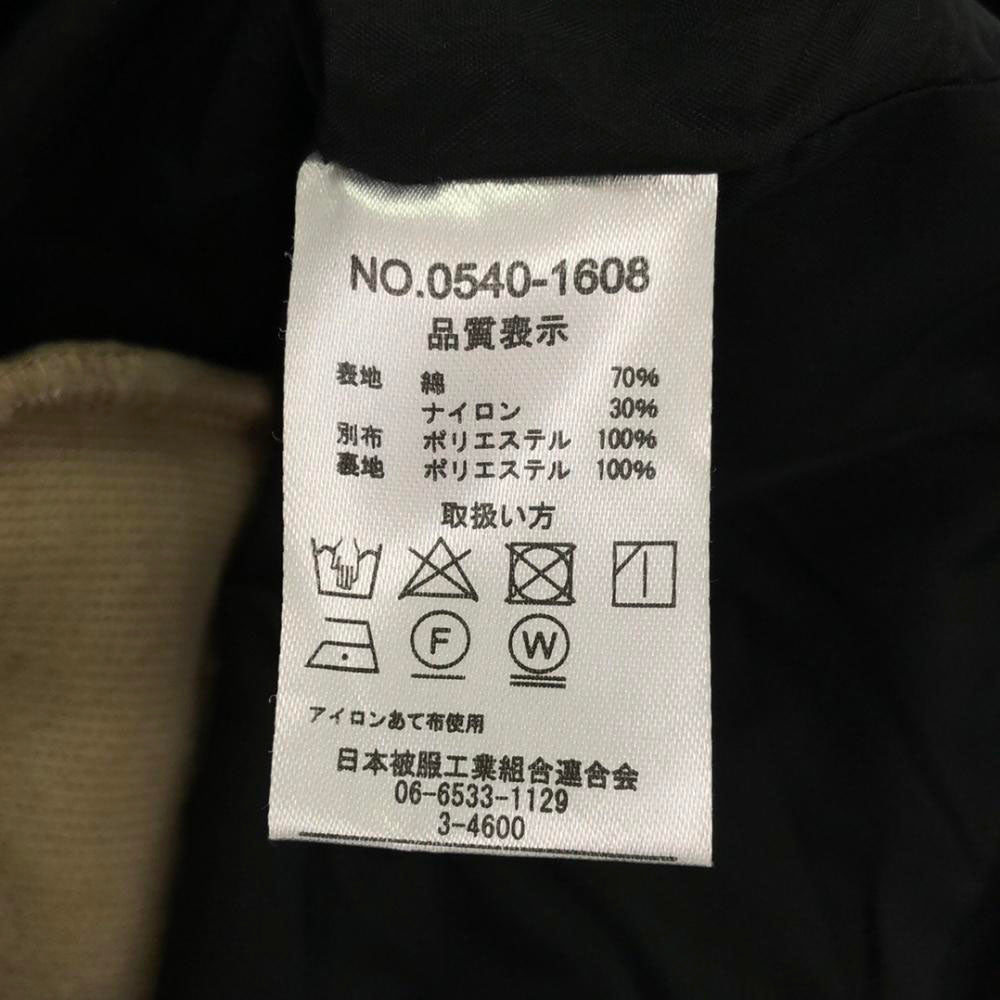 NO.0540-1608
品質表示
表地 綿 70%
ナイロン 30%
別布 ポリエステル 100%
裏地 ポリエステル 100%
取扱い方
F W
アイロンあて布使用
日本被服工業組合連合会
06-6533-1129
3-4600